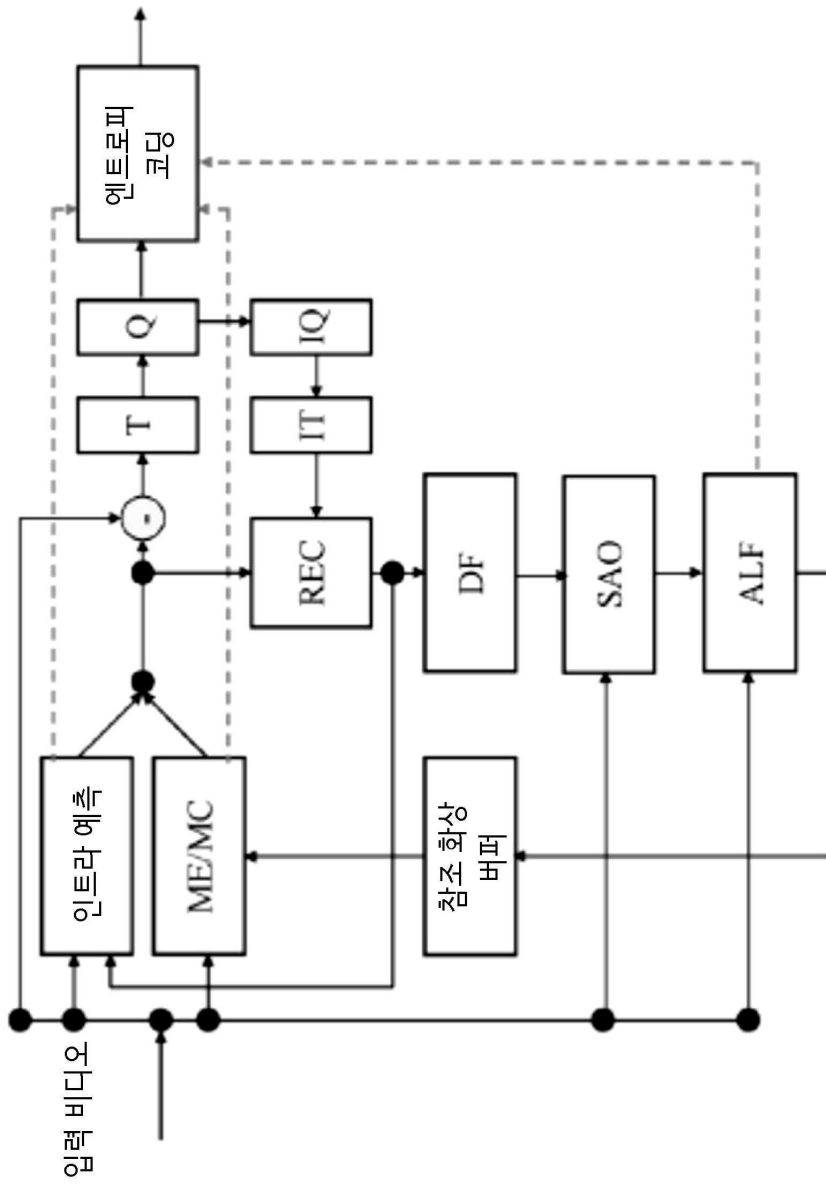 입력 비디오
인트라 예측
ME/MC
-
T
Q
엔트로피
코딩
REC
IT
IQ
참조 화상
버퍼
DF
SAO
ALF